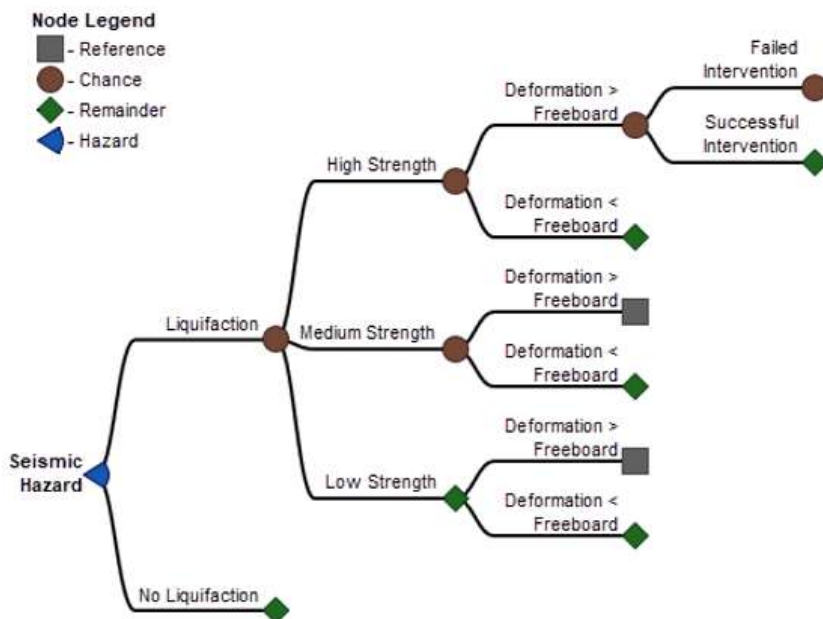 Node Legend
- Reference
- Chance
- Remainder
- Hazard
Failed
Intervention
Deformation >
Freeboard
Successful
Intervention
High Strength
Deformation <
Freeboard
Deformation >
Freeboard
Liquifaction
Medium Strength
Deformation <
Freeboard
Deformation >
Freeboard
Seismic
Hazard
Low Strength
Deformation <
Freeboard
No Liquifaction